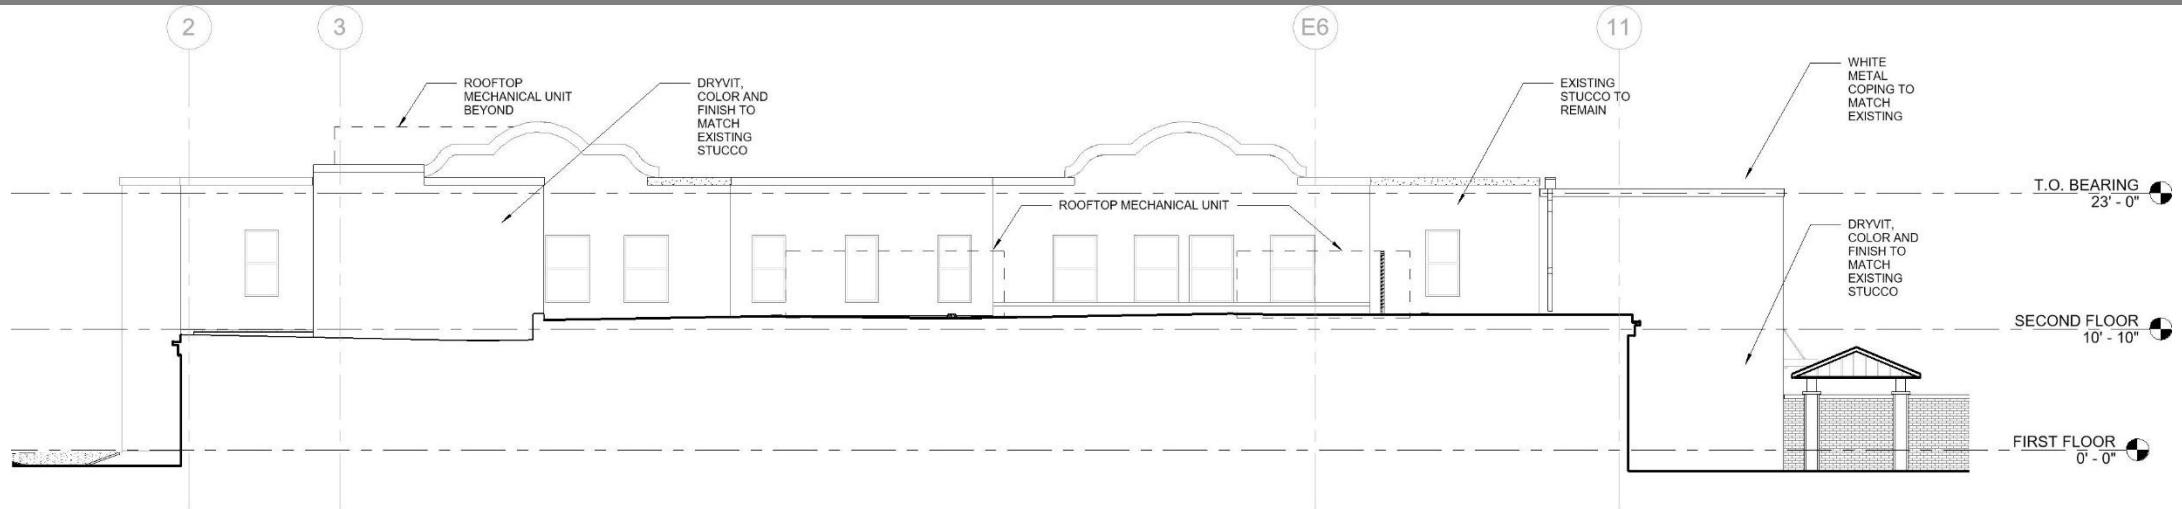 2
3
E6
11
ROOFTOP
MECHANICAL UNIT
BEYOND
DRYVIT,
COLOR AND
FINISH TO
MATCH
EXISTING
STUCCO
EXISTING
STUCCO TO
REMAIN
WHITE
METAL
COPING TO
MATCH
EXISTING
ROOFTOP MECHANICAL UNIT
T.O. BEARING
23' - 0"
DRYVIT,
COLOR AND
FINISH TO
MATCH
EXISTING
STUCCO
SECOND FLOOR
10' - 10"
FIRST FLOOR
0' - 0"